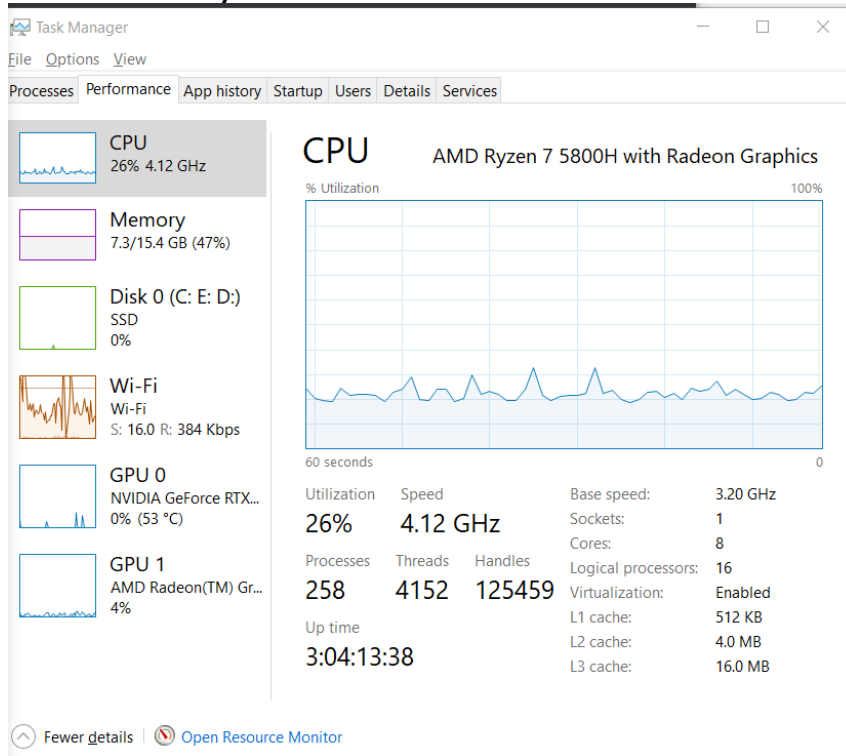 Task Manager
File Options View
Processes Performance App history Startup Users Details Services
CPU
26% 4.12 GHz
Memory
7.3/15.4 GB (47%)
Disk 0 (C: E: D:)
SSD
0%
Wi-Fi
Wi-Fi
S: 16.0 R: 384 Kbps
GPU 0
NVIDIA GeForce RTX...
0% (53 °C)
GPU 1
AMD Radeon(TM) Gr...
4%
CPU AMD Ryzen 7 5800H with Radeon Graphics
% Utilization 100%
60 seconds 0
Utilization Speed
26% 4.12 GHz
Processes Threads Handles
258 4152 125459
Up time
3:04:13:38
Base speed: 3.20 GHz
Sockets: 1
Cores: 8
Logical processors: 16
Virtualization: Enabled
L1 cache: 512 KB
L2 cache: 4.0 MB
L3 cache: 16.0 MB
Fewer details Open Resource Monitor